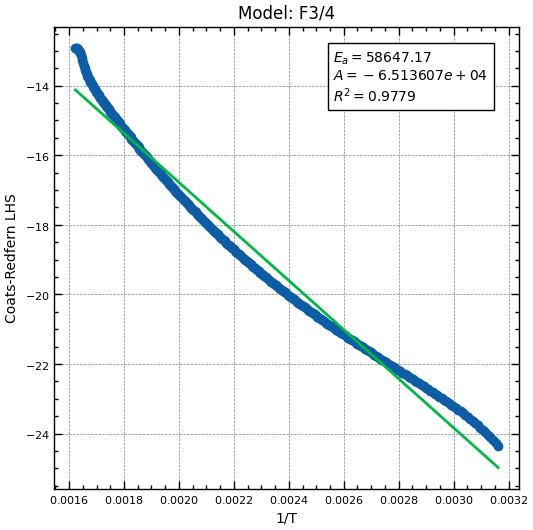 Model: F3/4
E_a = 58647.17
A = −6.513607e + 04
R² = 0.9779
Coats-Redfern LHS
−14
−16
−18
−20
−22
−24
0.0016 0.0018 0.0020 0.0022 0.0024 0.0026 0.0028 0.0030 0.0032
1/T